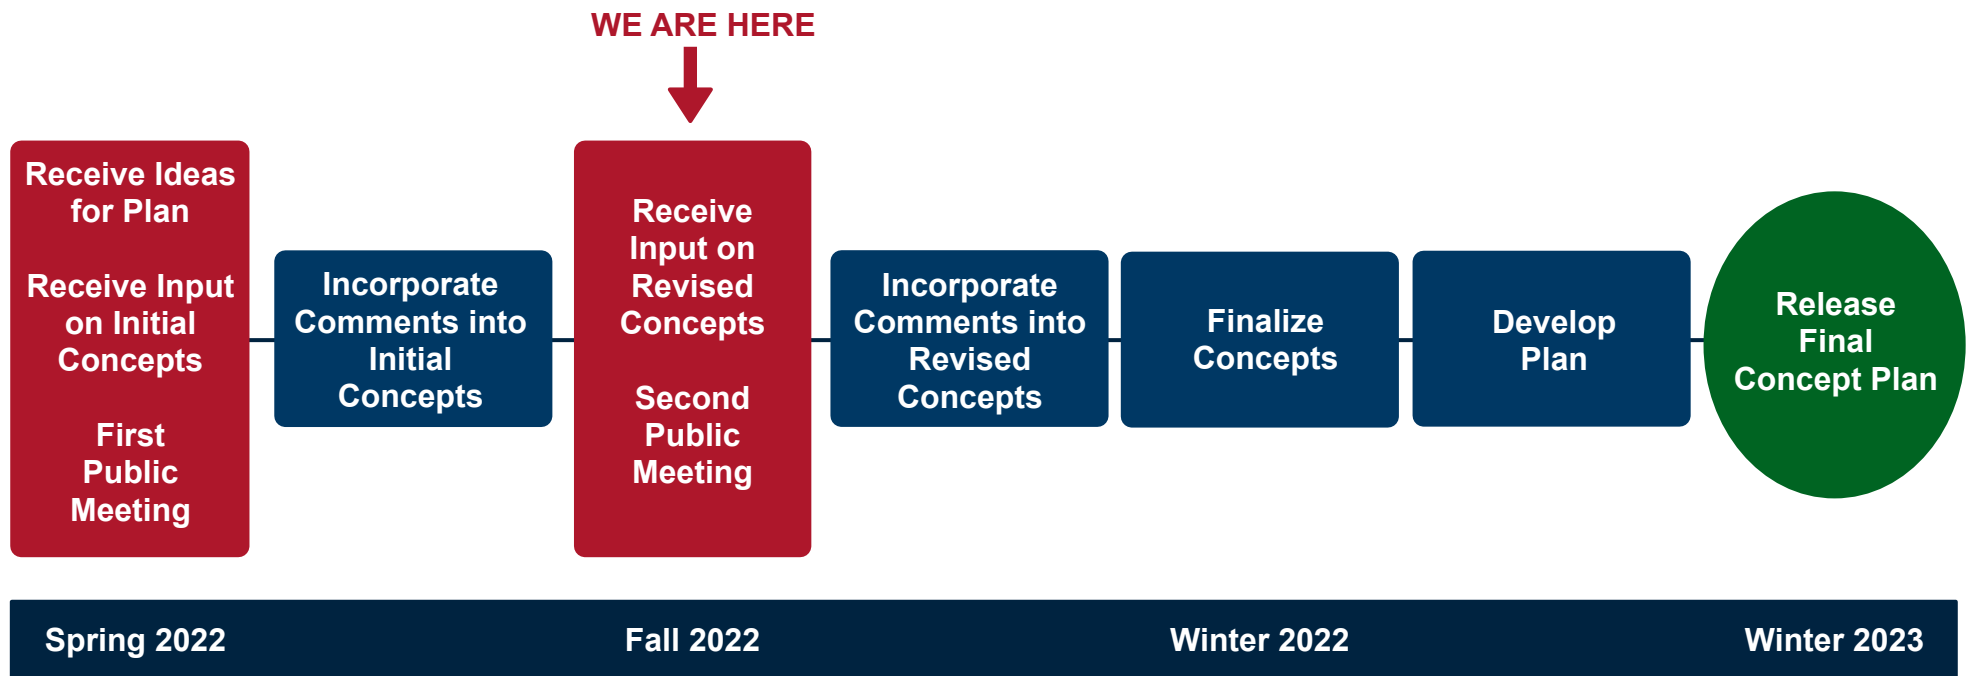 WE ARE HERE
Receive Ideas
for Plan
Receive Input
on Initial
Concepts
First
Public
Meeting
Incorporate
Comments into
Initial
Concepts
Receive
Input on
Revised
Concepts
Second
Public
Meeting
Incorporate
Comments into
Revised
Concepts
Finalize
Concepts
Develop
Plan
Release
Final
Concept Plan
Spring 2022
Fall 2022
Winter 2022
Winter 2023